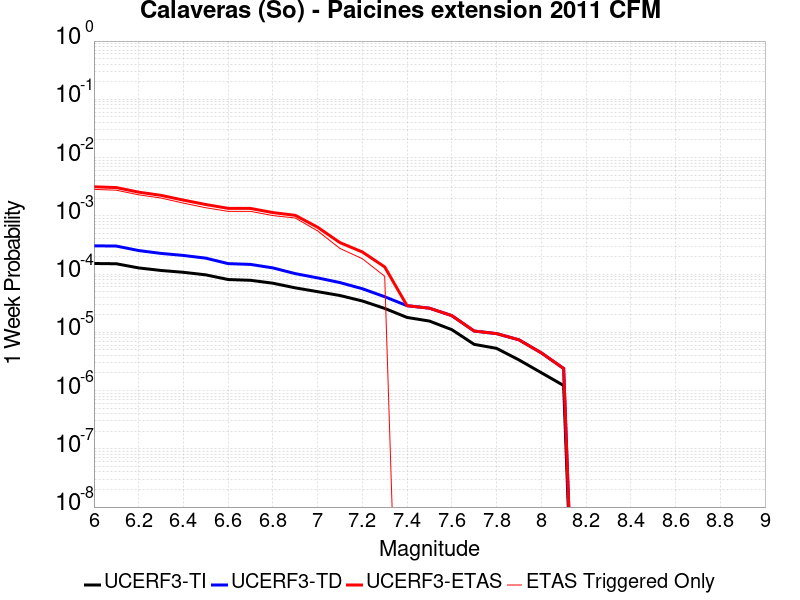 Calaveras (So) - Paicines extension 2011 CFM
10^0
10^-1
10^-2
10^-3
10^-4
10^-5
10^-6
10^-7
10^-8
1 Week Probability
6 6.2 6.4 6.6 6.8 7 7.2 7.4 7.6 7.8 8 8.2 8.4 8.6 8.8 9
Magnitude
UCERF3-TI UCERF3-TD UCERF3-ETAS ETAS Triggered Only